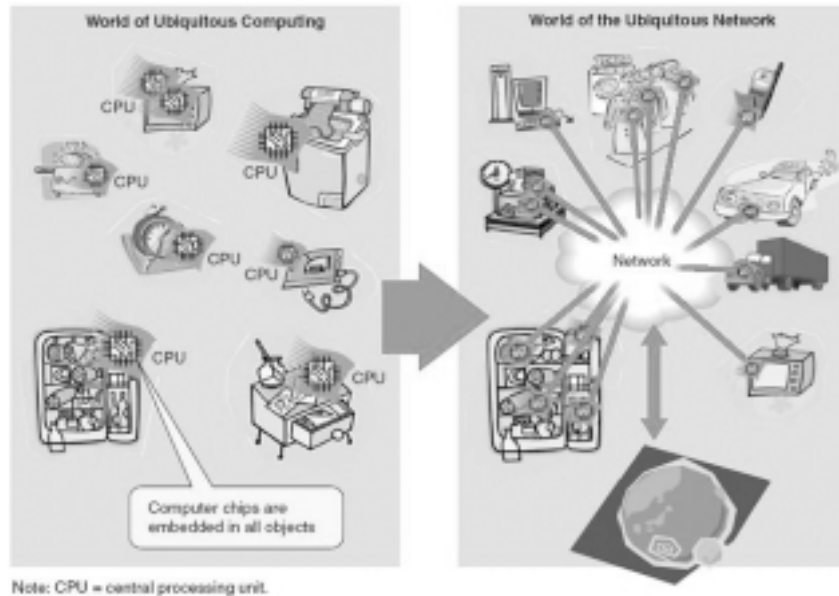 World of Ubiquitous Computing
CPU
CPU
CPU
CPU
CPU
CPU
CPU
Computer chips are
embedded in all objects
World of the Ubiquitous Network
Network
Note: CPU = central processing unit.